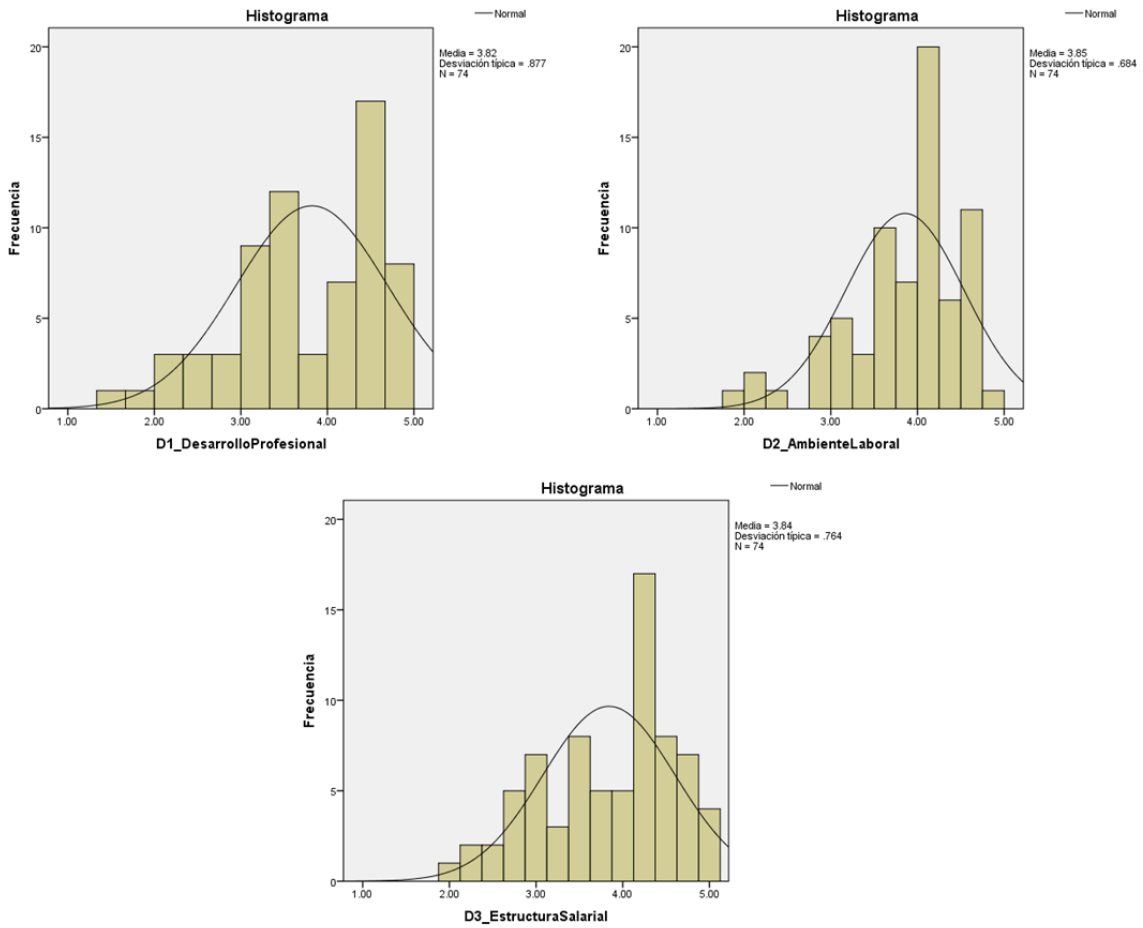 Histograma
Normal
Media = 3.82
Desviación típica = .877
N = 74
Frecuencia
20
15
10
5
0
1.00 2.00 3.00 4.00 5.00
D1_DesarrolloProfesional
Histograma
Normal
Media = 3.85
Desviación típica = .684
N = 74
Frecuencia
20
15
10
5
0
1.00 2.00 3.00 4.00 5.00
D2_AmbienteLaboral
Histograma
Normal
Media = 3.84
Desviación típica = .764
N = 74
Frecuencia
20
15
10
5
0
1.00 2.00 3.00 4.00 5.00
D3_EstructuraSalarial